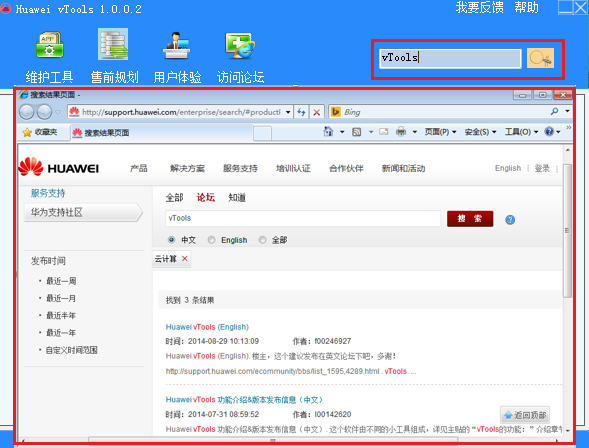 Huawei vTools 1.0.0.2
我要反馈 帮助
vTools
维护工具 售前规划 用户体验 访问论坛
搜索结果页面 -
http://support.huawei.com/enterprise/search/#productl
Bing
收藏夹 搜索结果页面
页面(P) 安全(S) 工具(O)
HUAWEI 产品 解决方案 服务支持 培训认证 合作伙伴 新闻和活动 English | 登录 |
服务支持
华为支持社区
全部 论坛 知道
vTools 搜 索 ?
中文 English 全部
云计算 ×
发布时间
最近一周
最近一月
最近半年
最近一年
自定义时间范围
找到 3 条结果
Huawei vTools (English)
时间：2014-08-29 10:13:09 作者：f00246927
Huawei vTools (English). 楼主，这个建议发布在英文论坛下吧，多谢！
http://support.huawei.com/ecommunity/bbs/list_1595,4289.html . vTools. ...
Huawei vTools 功能介绍&版本发布信息（中文）
时间：2014-07-31 08:59:52 作者：l00142620
返回顶部
Huawei vTools 功能介绍&版本发布信息（中文）. 这个软件由不同的小工具组成，详见主贴的“vTools的功能：”介绍章节